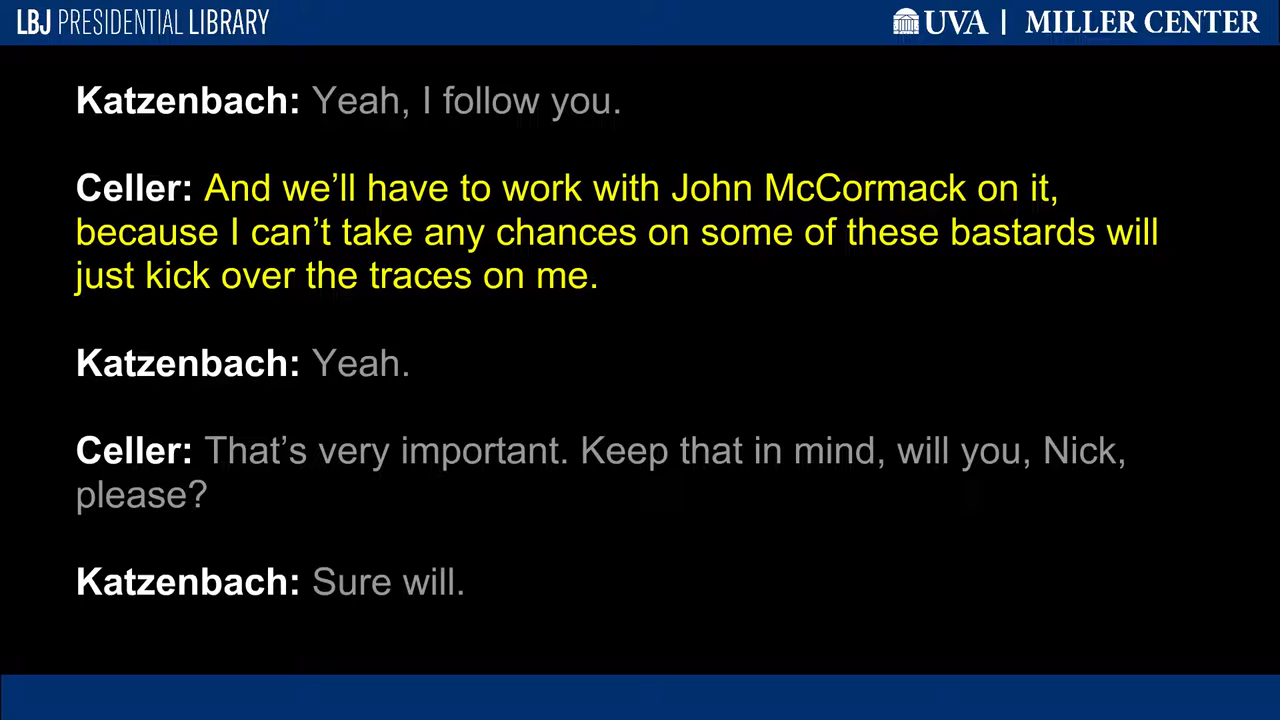 LBJ PRESIDENTIAL LIBRARY
UVA | MILLER CENTER
Katzenbach: Yeah, I follow you.
Celler: And we’ll have to work with John McCormack on it,
because I can’t take any chances on some of these bastards will
just kick over the traces on me.
Katzenbach: Yeah.
Celler: That’s very important. Keep that in mind, will you, Nick,
please?
Katzenbach: Sure will.